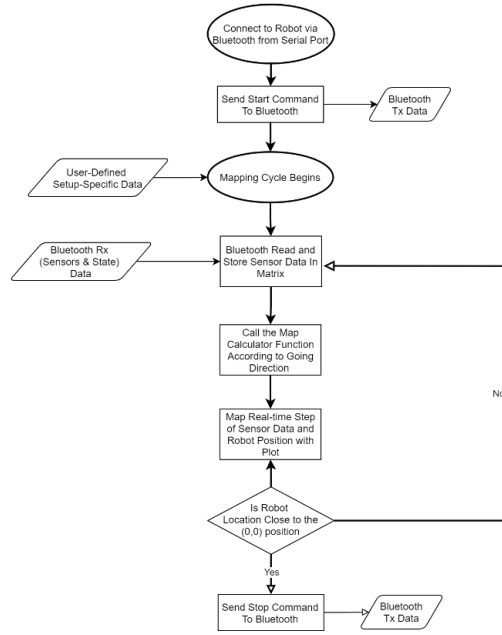 Connect to Robot via
Bluetooth from Serial Port
Send Start Command
To Bluetooth
Bluetooth
Tx Data
User-Defined
Setup-Specific Data
Mapping Cycle Begins
Bluetooth Rx
(Sensors & State)
Data
Bluetooth Read and
Store Sensor Data In
Matrix
Call the Map
Calculator Function
According to Going
Direction
No
Map Real-time Step
of Sensor Data and
Robot Position with
Plot
Is Robot
Location Close to the
(0,0) position
Yes
Send Stop Command
To Bluetooth
Bluetooth
Tx Data